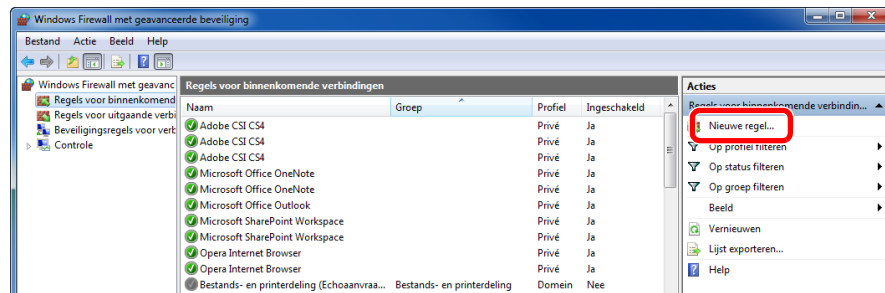 Windows Firewall met geavanceerde beveiliging
Bestand Actie Beeld Help
Windows Firewall met geavanc
Regels voor binnenkomend
Regels voor uitgaande verbi
Beveiligingsregels voor verb
Controle
Regels voor binnenkomende verbindingen
Naam Groep Profiel Ingeschakeld
Adobe CSI CS4 Privé Ja
Adobe CSI CS4 Privé Ja
Adobe CSI CS4 Privé Ja
Microsoft Office OneNote Privé Ja
Microsoft Office OneNote Privé Ja
Microsoft Office Outlook Privé Ja
Microsoft SharePoint Workspace Privé Ja
Microsoft SharePoint Workspace Privé Ja
Opera Internet Browser Privé Ja
Opera Internet Browser Privé Ja
Bestands- en printerdeling (Echoaanvraa... Bestands- en printerdeling Domein Nee
Acties
Regels voor binnenkomende verbindin...
Nieuwe regel...
Op profiel filteren
Op status filteren
Op groep filteren
Beeld
Vernieuwen
Lijst exporteren...
Help